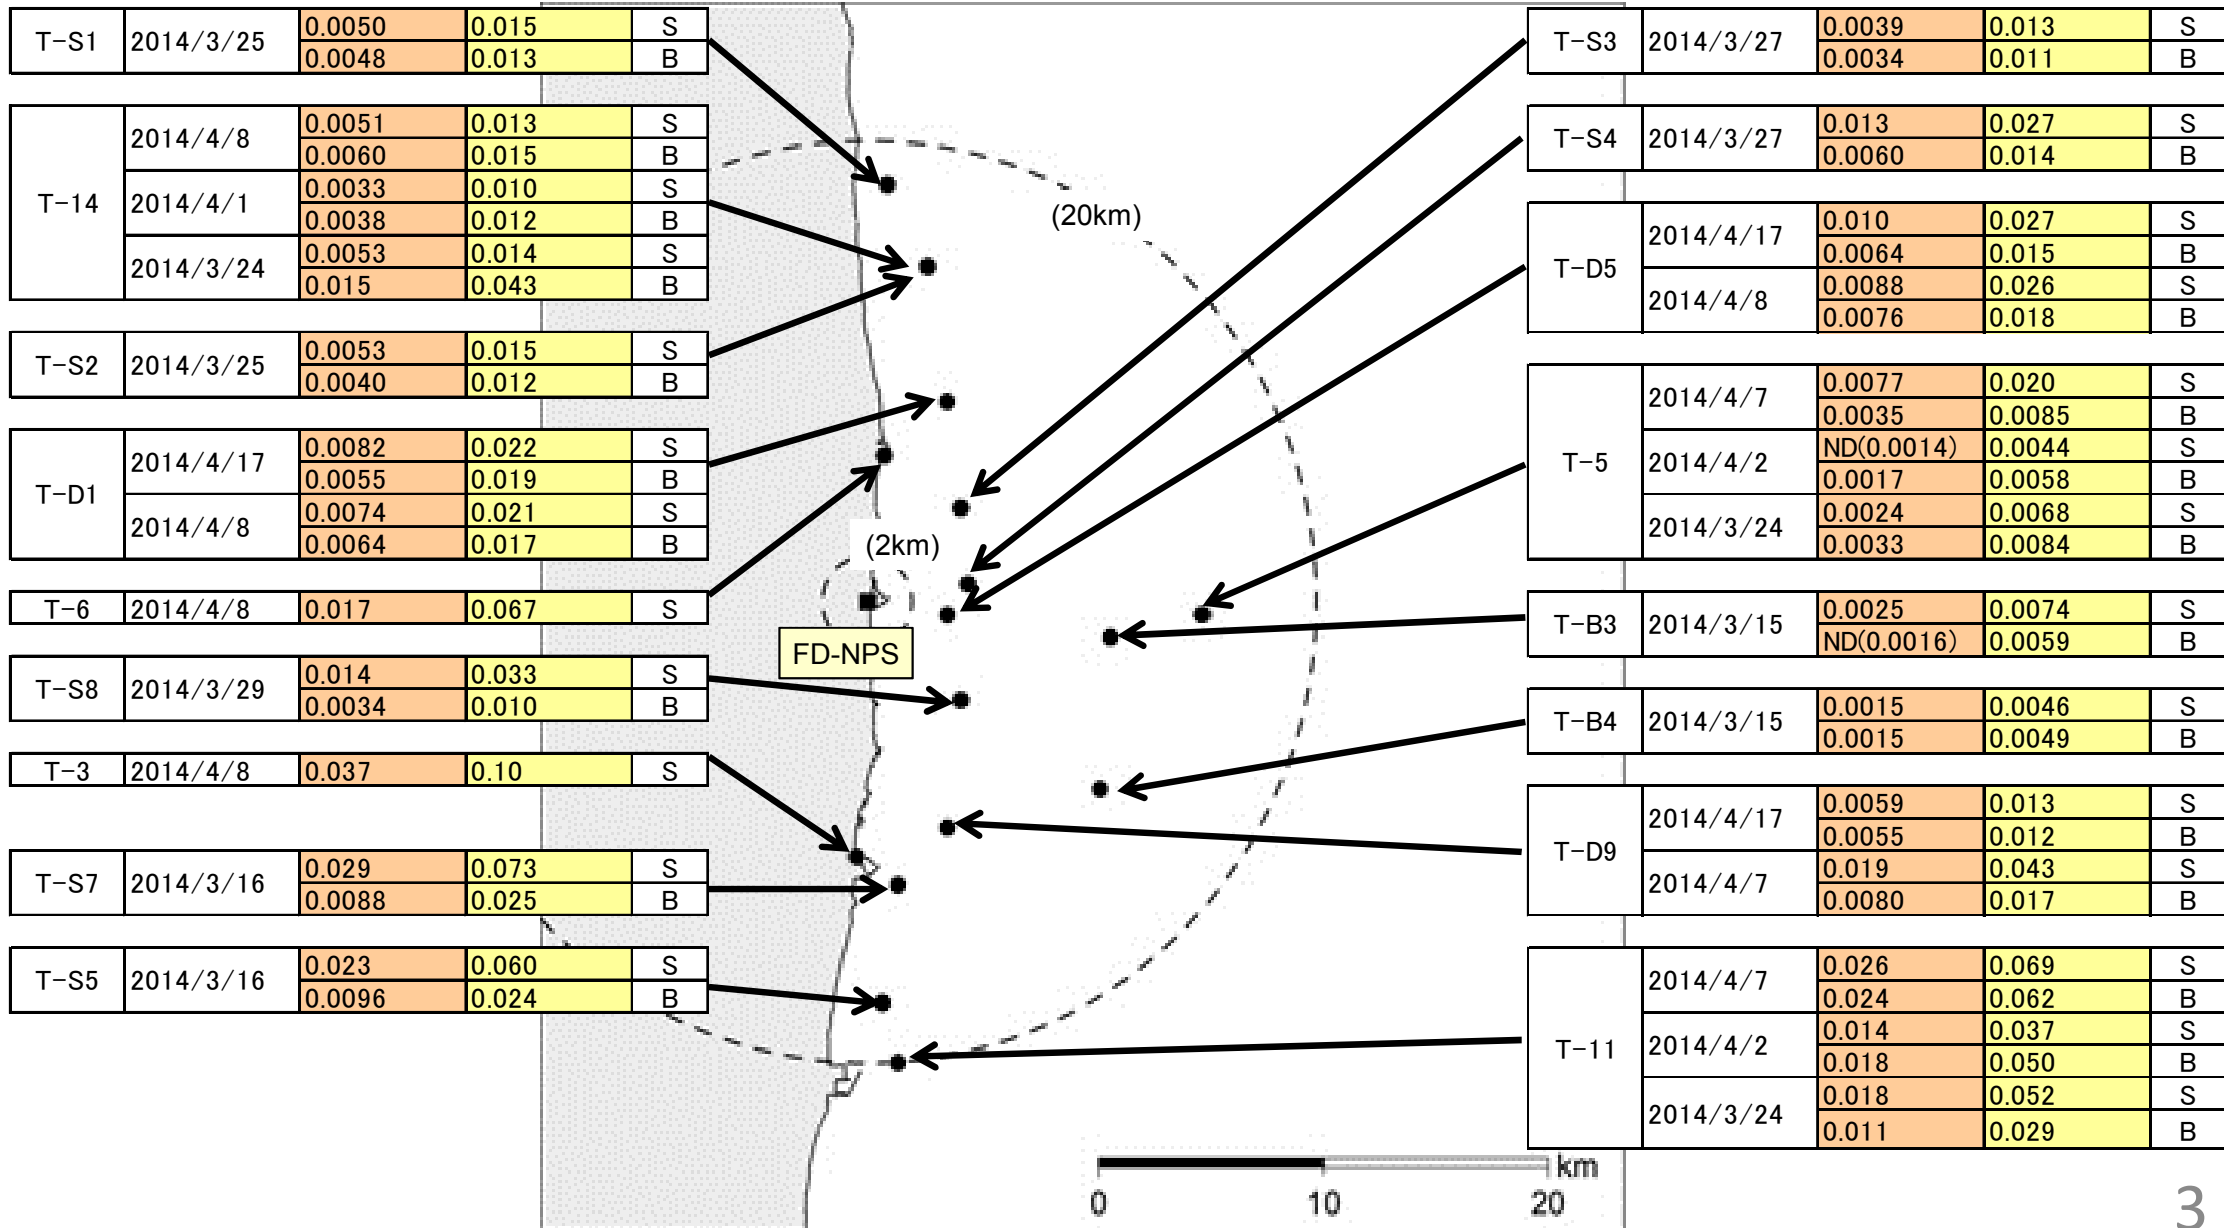 T-S1 2014/3/25 0.0050 0.015 S
0.0048 0.013 B
T-14 2014/4/8 0.0051 0.013 S
0.0060 0.015 B
2014/4/1 0.0033 0.010 S
0.0038 0.012 B
2014/3/24 0.0053 0.014 S
0.015 0.043 B
T-S2 2014/3/25 0.0053 0.015 S
0.0040 0.012 B
T-D1 2014/4/17 0.0082 0.022 S
0.0055 0.019 B
2014/4/8 0.0074 0.021 S
0.0064 0.017 B
T-6 2014/4/8 0.017 0.067 S
T-S8 2014/3/29 0.014 0.033 S
0.0034 0.010 B
T-3 2014/4/8 0.037 0.10 S
T-S7 2014/3/16 0.029 0.073 S
0.0088 0.025 B
T-S5 2014/3/16 0.023 0.060 S
0.0096 0.024 B
(20km)
(2km)
FD-NPS
T-S3 2014/3/27 0.0039 0.013 S
0.0034 0.011 B
T-S4 2014/3/27 0.013 0.027 S
0.0060 0.014 B
T-D5 2014/4/17 0.010 0.027 S
0.0064 0.015 B
2014/4/8 0.0088 0.026 S
0.0076 0.018 B
T-5 2014/4/7 0.0077 0.020 S
0.0035 0.0085 B
2014/4/2 ND(0.0014) 0.0044 S
0.0017 0.0058 B
2014/3/24 0.0024 0.0068 S
0.0033 0.0084 B
T-B3 2014/3/15 0.0025 0.0074 S
ND(0.0016) 0.0059 B
T-B4 2014/3/15 0.0015 0.0046 S
0.0015 0.0049 B
T-D9 2014/4/17 0.0059 0.013 S
0.0055 0.012 B
2014/4/7 0.019 0.043 S
0.0080 0.017 B
T-11 2014/4/7 0.026 0.069 S
0.024 0.062 B
2014/4/2 0.014 0.037 S
0.018 0.050 B
2014/3/24 0.018 0.052 S
0.011 0.029 B
km
0 10 20
3